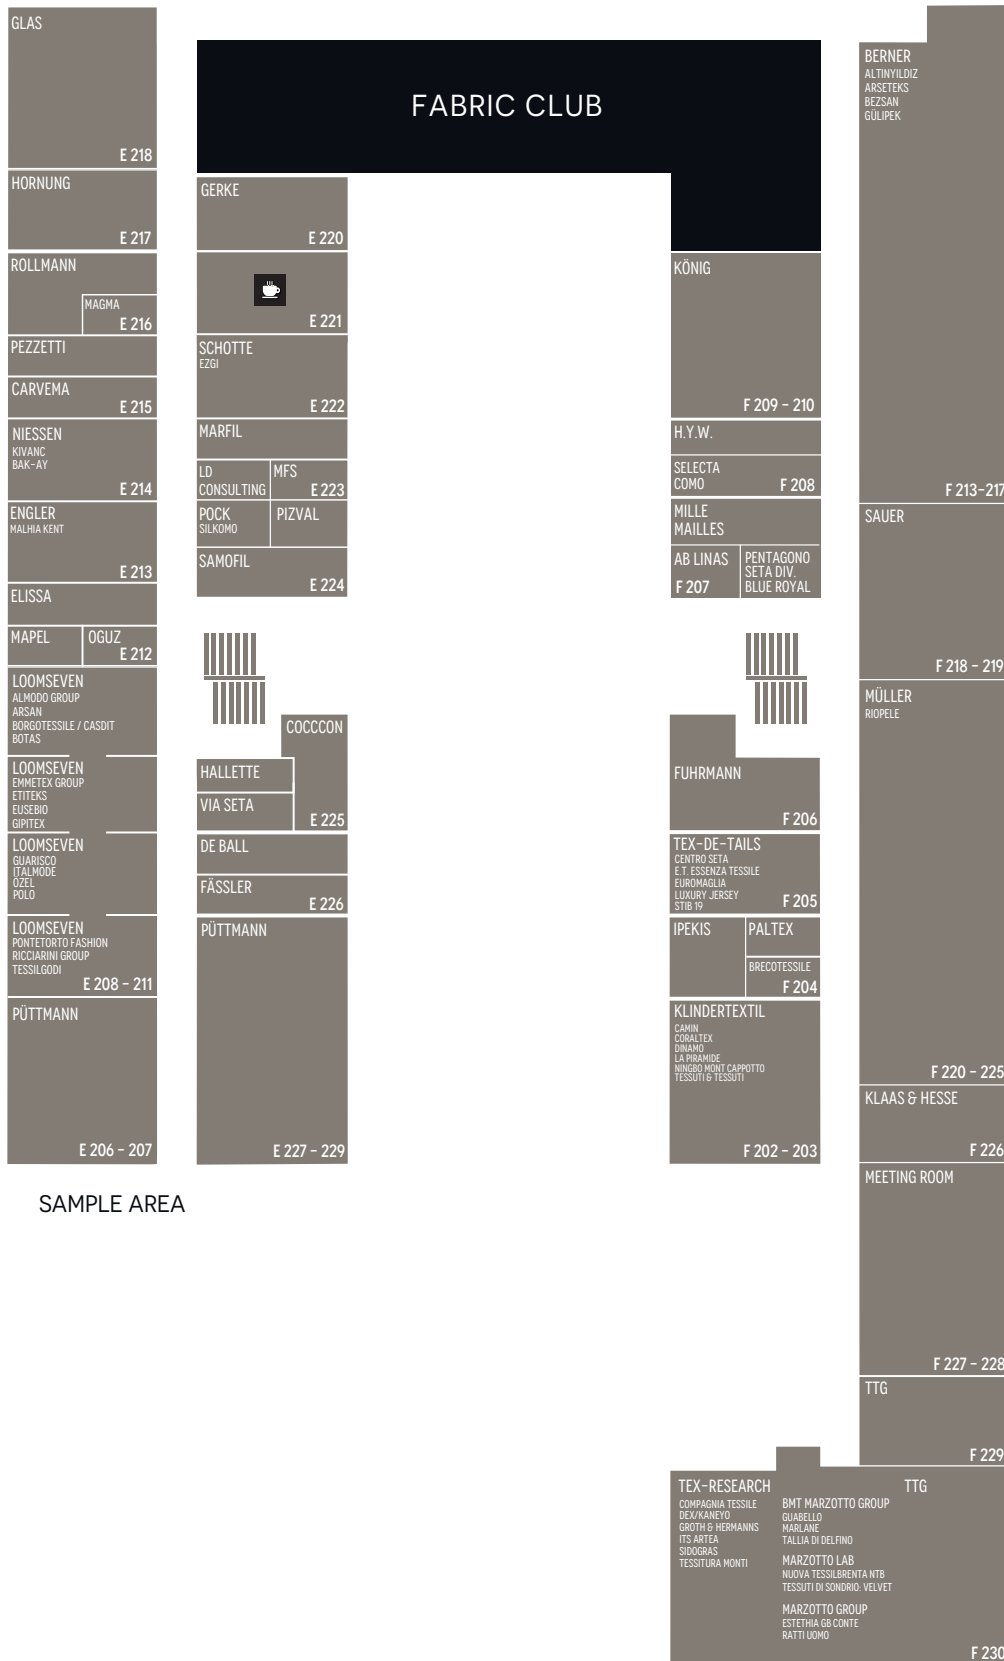 GLAS
E 218
HORNUNG
E 217
ROLLMANN
MAGMA
E 216
PEZZETTI
CARVEMA
E 215
NIESSEN
KIVANC
BAK-AY
E 214
ENGLER
MALHIA KENT
E 213
ELISSA
MAPEL
OGUZ
E 212
LOOMSEVEN
ALMODO GROUP
ARSAN
BORGOTESSILE / CASDIT
BOTAS
LOOMSEVEN
EMMETEX GROUP
ETITEKS
EUSEBIO
GIPITEX
LOOMSEVEN
GUARISCO
ITALMODE
ÖZEL
POLO
LOOMSEVEN
PONTETORTO FASHION
RICCIARINI GROUP
TESSILGODI
E 208 - 211
PÜTTMANN
E 206 - 207
SAMPLE AREA
FABRIC CLUB
GERKE
E 220
E 221
SCHOTTE
EZGI
E 222
MARFIL
LD
CONSULTING
MFS
E 223
POCK
SILKOMO
PIZVAL
SAMOFIL
E 224
COCCCON
HALLETTE
VIA SETA
E 225
DE BALL
FÄSSLER
E 226
PÜTTMANN
E 227 - 229
KÖNIG
F 209 - 210
H.Y.W.
SELECTA
COMO
F 208
MILLE
MAILLES
AB LINAS
F 207
PENTAGONO
SETA DIV.
BLUE ROYAL
FUHRMANN
F 206
TEX-DE-TAILS
CENTRO SETA
E.T. ESSENZA TESSILE
EUROMAGLIA
LUXURY JERSEY
STIB 19
F 205
IPEKIS
PALTEX
BRECOTESSILE
F 204
KLINDERTEXTIL
CAMIN
CORALTEX
DINAMO
LA PIRAMIDE
NINGBO MONT CAPPOTTO
TESSUTI & TESSUTI
F 202 - 203
BERNER
ALTINYILDIZ
ARSETEKS
BEZSAN
GÜLIPEK
F 213-217
SAUER
F 218 - 219
MÜLLER
RIOPELE
F 220 - 225
KLAAS & HESSE
F 226
MEETING ROOM
F 227 - 228
TTG
F 229
TEX-RESEARCH
COMPAGNIA TESSILE
DEX/KANEYO
GROTH & HERMANNS
ITS ARTEA
SIDOGRAS
TESSITURA MONTI
TTG
BMT MARZOTTO GROUP
GUABELLO
MARLANE
TALLIA DI DELFINO
MARZOTTO LAB
NUOVA TESSILBRENTA NTB
TESSUTI DI SONDRIO: VELVET
MARZOTTO GROUP
ESTETHIA GB CONTE
RATTI UOMO
F 230